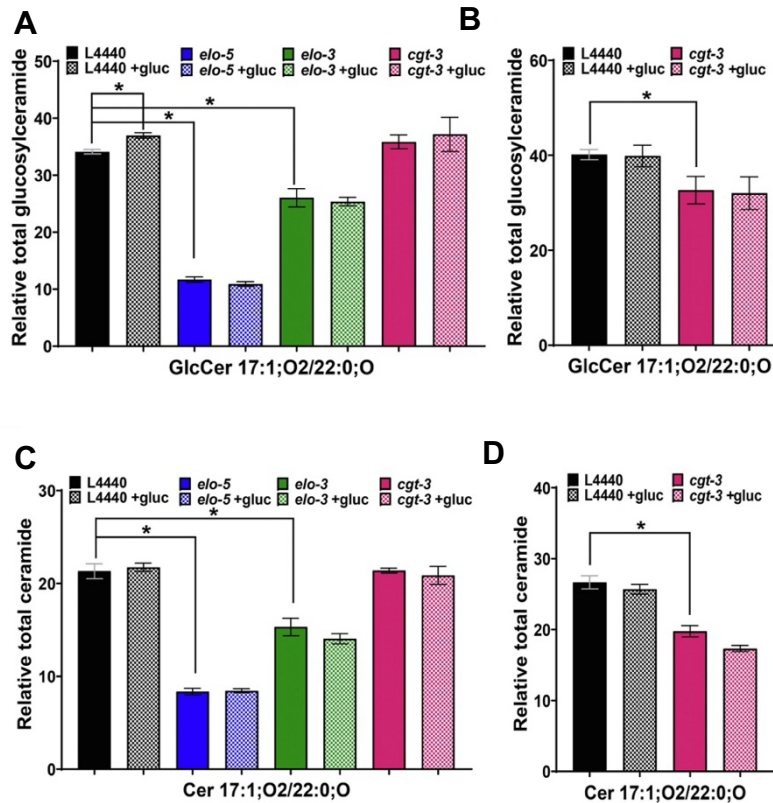 A
L4440
L4440 +gluc
elo-5
elo-5 +gluc
elo-3
elo-3 +gluc
cgt-3
cgt-3 +gluc
Relative total glucosylceramide
50
40
30
20
10
0
*
*
*
GlcCer 17:1;O2/22:0;O
B
L4440
L4440 +gluc
cgt-3
cgt-3 +gluc
Relative total glucosylceramide
60
40
20
0
*
GlcCer 17:1;O2/22:0;O
C
L4440
L4440 +gluc
elo-5
elo-5 +gluc
elo-3
elo-3 +gluc
cgt-3
cgt-3 +gluc
Relative total ceramide
30
20
10
0
*
*
Cer 17:1;O2/22:0;O
D
L4440
L4440 +gluc
cgt-3
cgt-3 +gluc
Relative total ceramide
40
30
20
10
0
*
Cer 17:1;O2/22:0;O